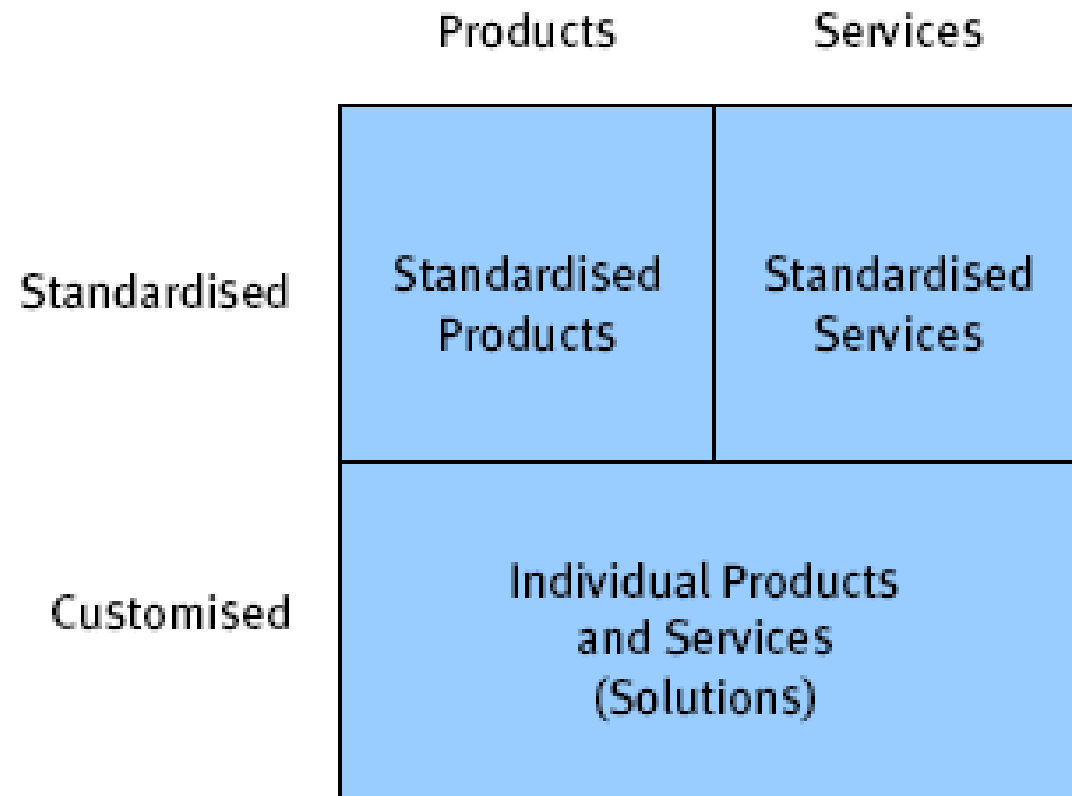 Products Services
Standardised
Standardised
Products
Standardised
Services
Customised
Individual Products
and Services
(Solutions)